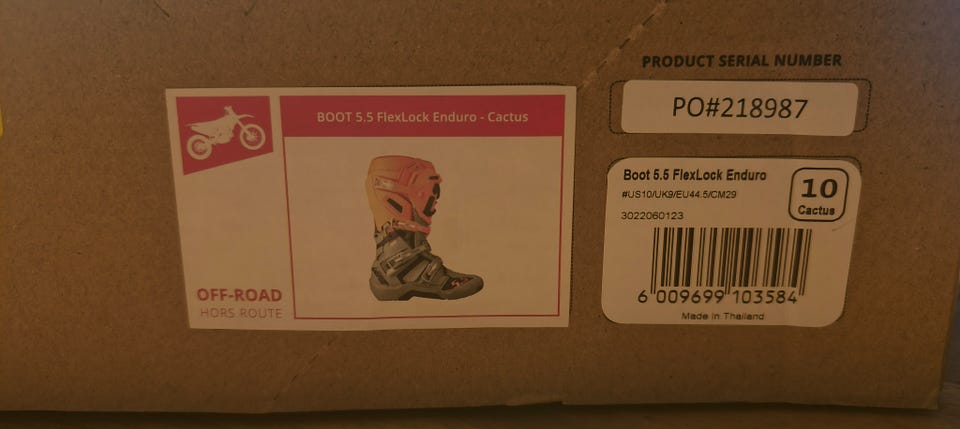 BOOT 5.5 FlexLock Enduro - Cactus
OFF-ROAD
HORS ROUTE
PRODUCT SERIAL NUMBER
PO#218987
Boot 5.5 FlexLock Enduro
#US10/UK9/EU44.5/CM29
3022060123
10
Cactus
6 009699 103584
Made In Thailand